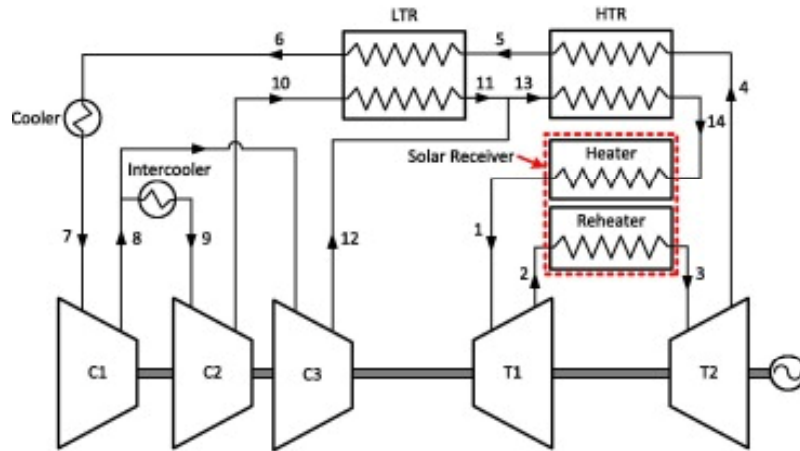 LTR
HTR
6
5
4
10
11
13
14
Cooler
Solar Receiver
Heater
Intercooler
Reheater
7
8
9
12
1
2
3
C1
C2
C3
T1
T2